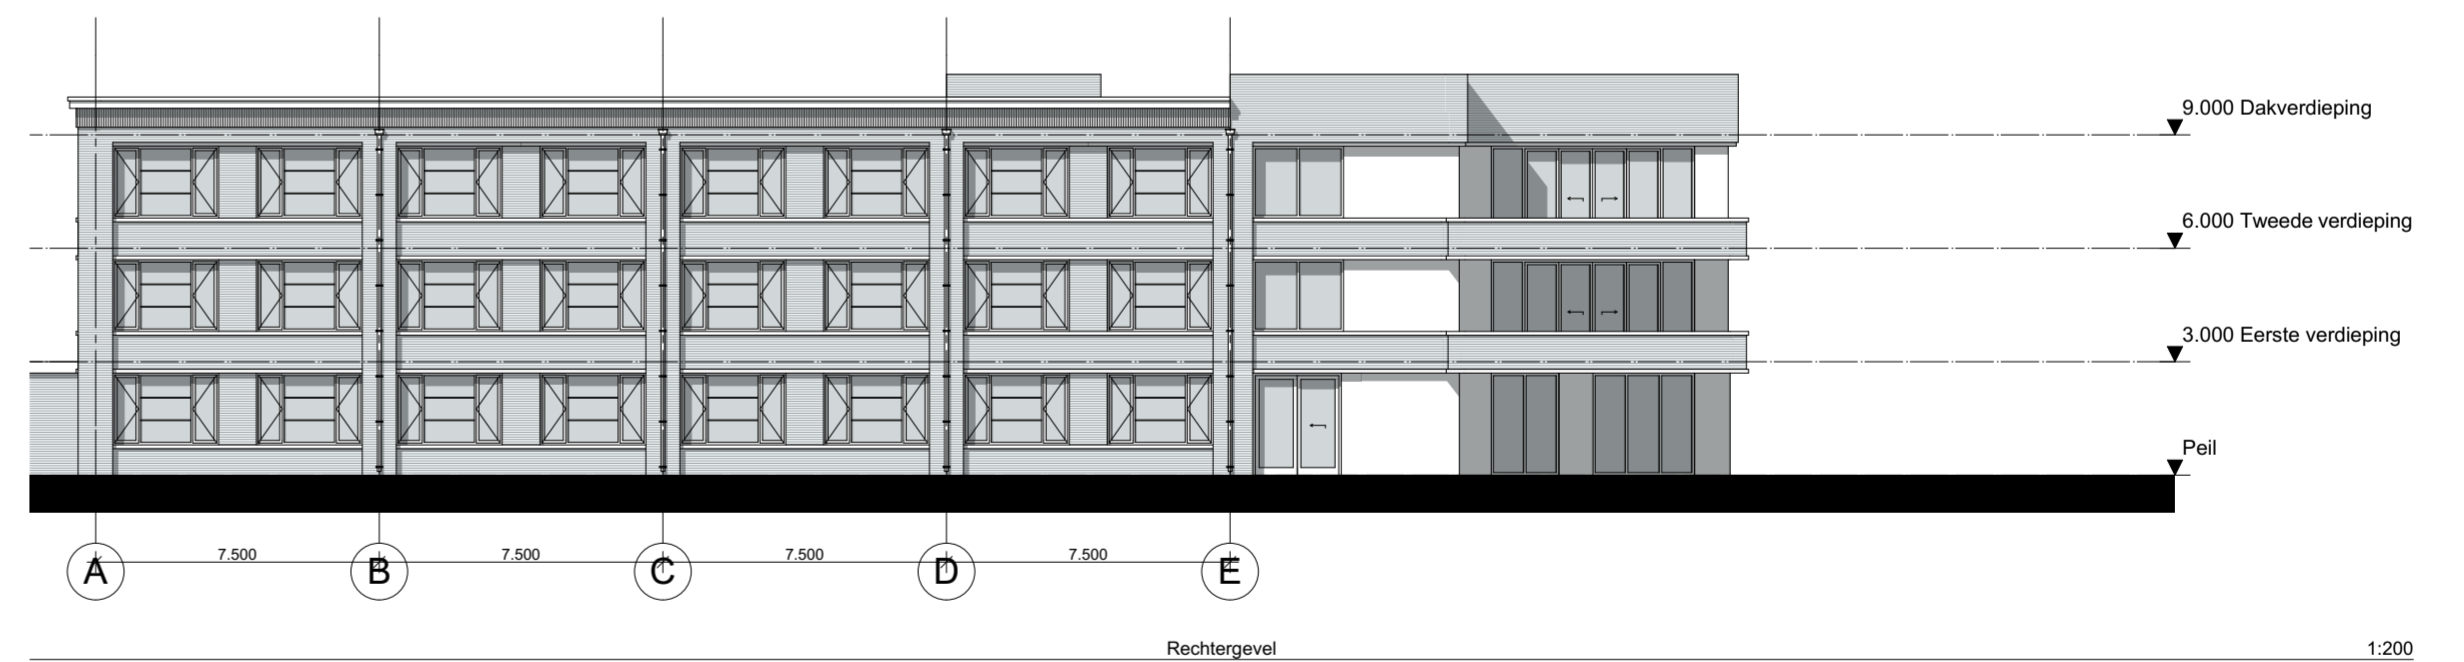 9.000 Dakverdieping
6.000 Tweede verdieping
3.000 Eerste verdieping
Peil
7.500 7.500 7.500 7.500
A B C D E
Rechtergevel 1:200